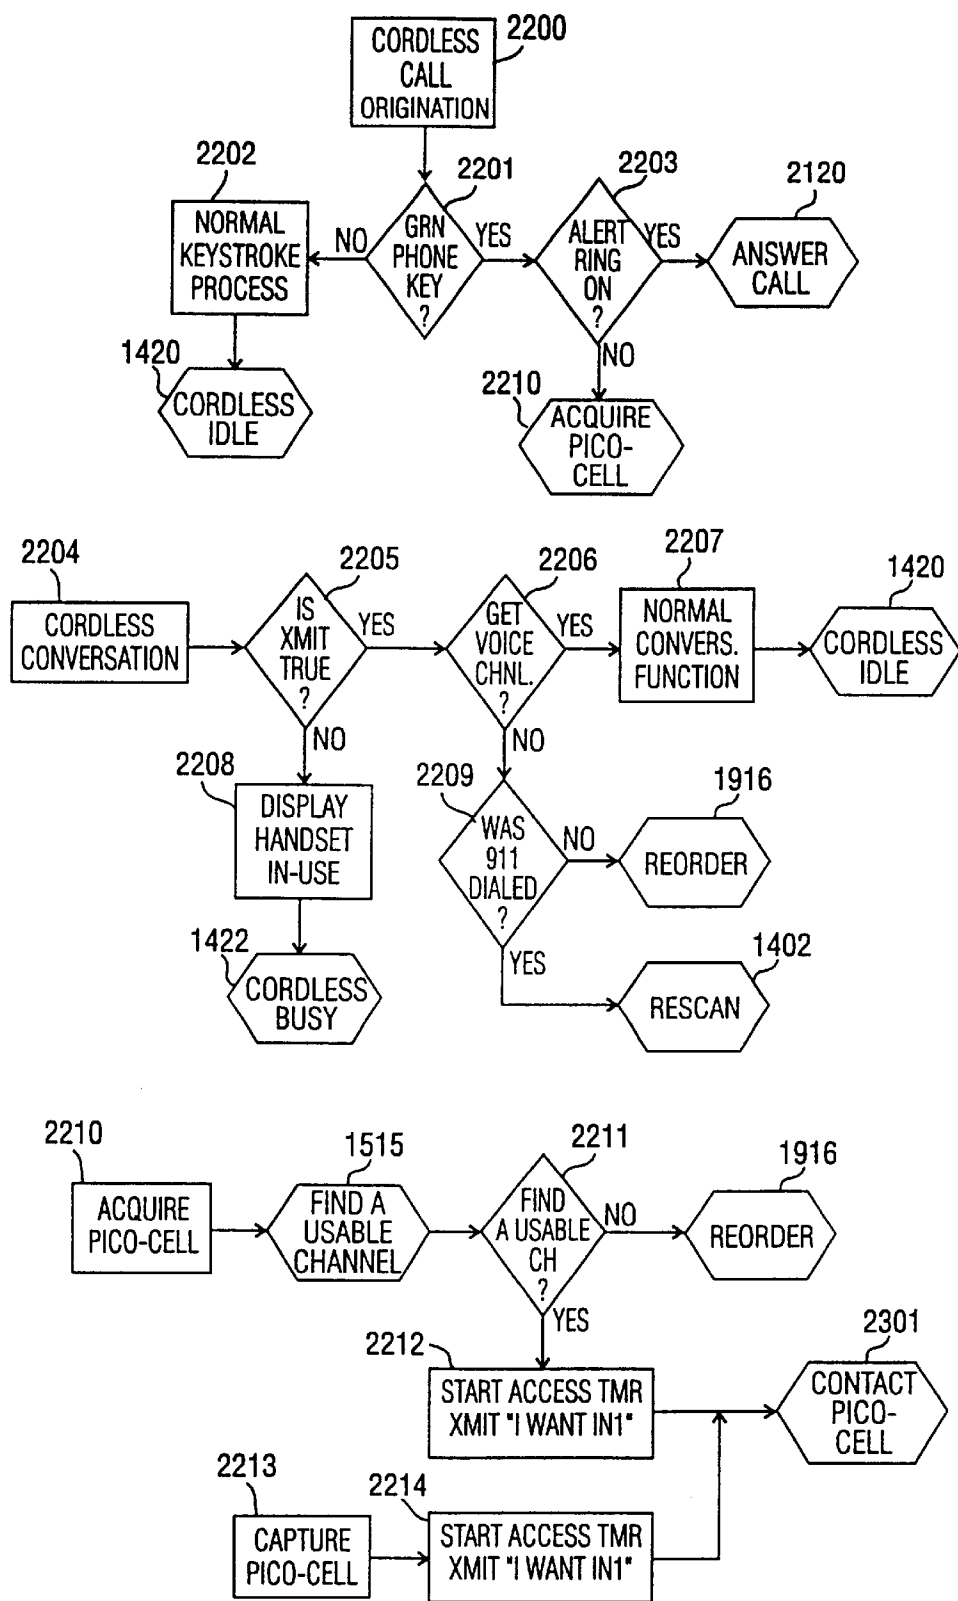 2200
CORDLESS
CALL
ORIGINATION
2202
2201
2203
2120
NORMAL
KEYSTROKE
PROCESS
NO
GRN
PHONE
KEY
?
YES
ALERT
RING
ON
?
YES
ANSWER
CALL
NO
1420
CORDLESS
IDLE
2210
ACQUIRE
PICO-
CELL
2204
2205
2206
2207
1420
CORDLESS
CONVERSATION
IS
XMIT
TRUE
?
YES
GET
VOICE
CHNL.
?
YES
NORMAL
CONVERS.
FUNCTION
CORDLESS
IDLE
NO
NO
2208
DISPLAY
HANDSET
IN-USE
2209
WAS
911
DIALED
?
NO
1916
REORDER
YES
1422
CORDLESS
BUSY
1402
RESCAN
2210
1515
2211
1916
ACQUIRE
PICO-CELL
FIND A
USABLE
CHANNEL
FIND
A USABLE
CH
?
NO
REORDER
YES
2212
START ACCESS TMR
XMIT "I WANT IN1"
2301
CONTACT
PICO-
CELL
2213
CAPTURE
PICO-CELL
2214
START ACCESS TMR
XMIT "I WANT IN1"